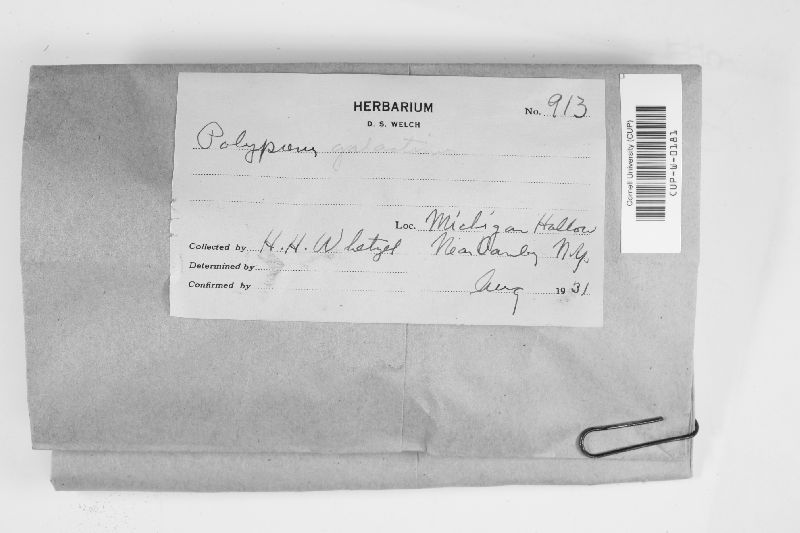 HERBARIUM
D. S. WELCH
No. 913
Polyporus
Loc. Michigan Hollow
Collected by H. H. Whetzel Near Danby N.Y.
Determined by
Confirmed by Aug 1931
Cornell University (CUP)
CUP-W-0181